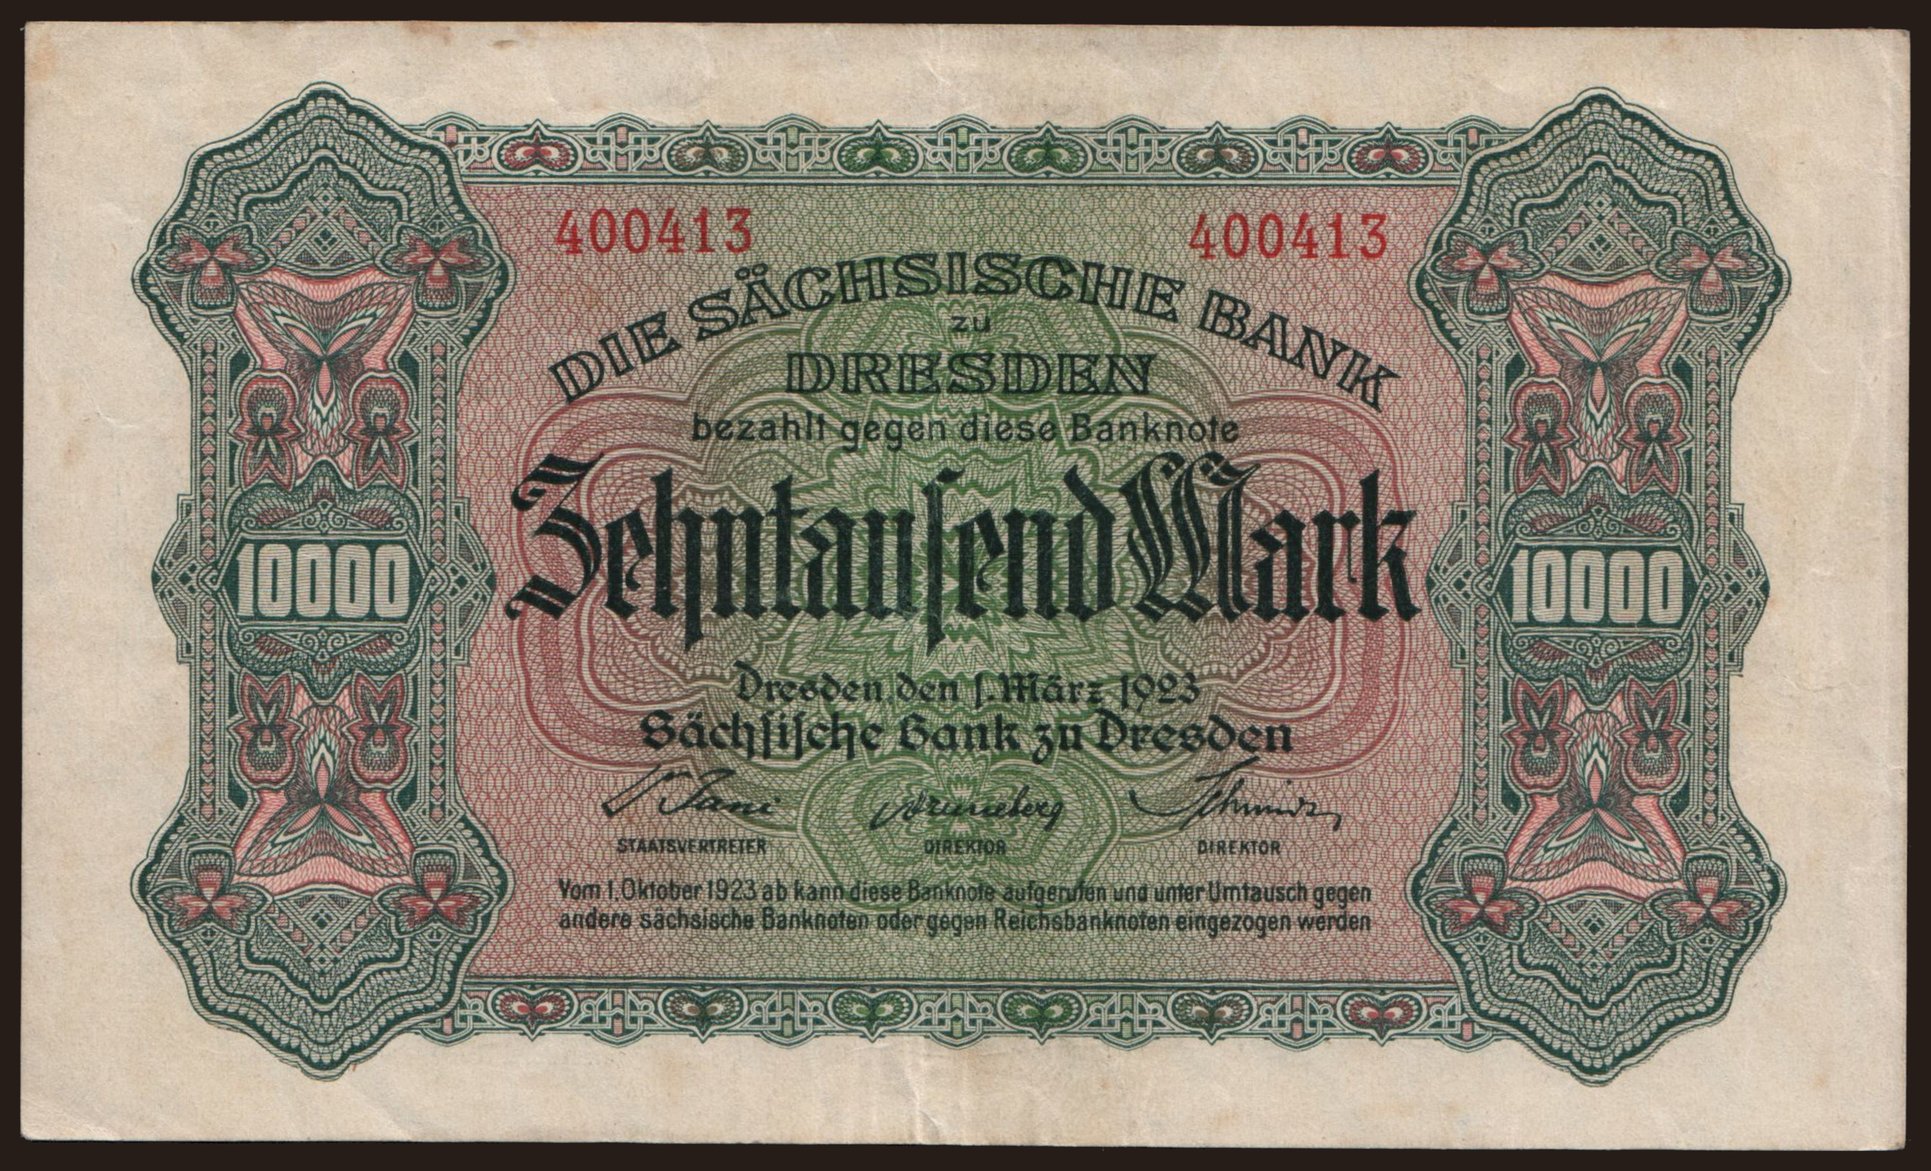 400413 400413
DIE SÄCHSISCHE BANK
zu
DRESDEN
bezahlt gegen diese Banknote
Zehntausend Mark
10000 10000
Dresden, den 1. März 1923
Sächsische Bank zu Dresden
Schmidt
STAATSVERTRETER DIREKTOR DIREKTOR
Vom 1. Oktober 1923 ab kann diese Banknote aufgerufen und unter Umtausch gegen
andere sächsische Banknoten oder gegen Reichsbanknoten eingezogen werden